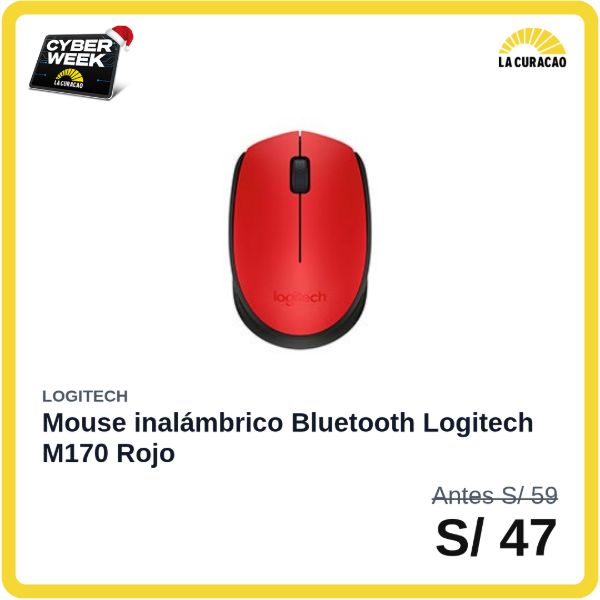 CYBER
WEEK
LA CURACAO
LA CURACAO
logitech
LOGITECH
Mouse inalámbrico Bluetooth Logitech
M170 Rojo
Antes S/ 59
S/ 47